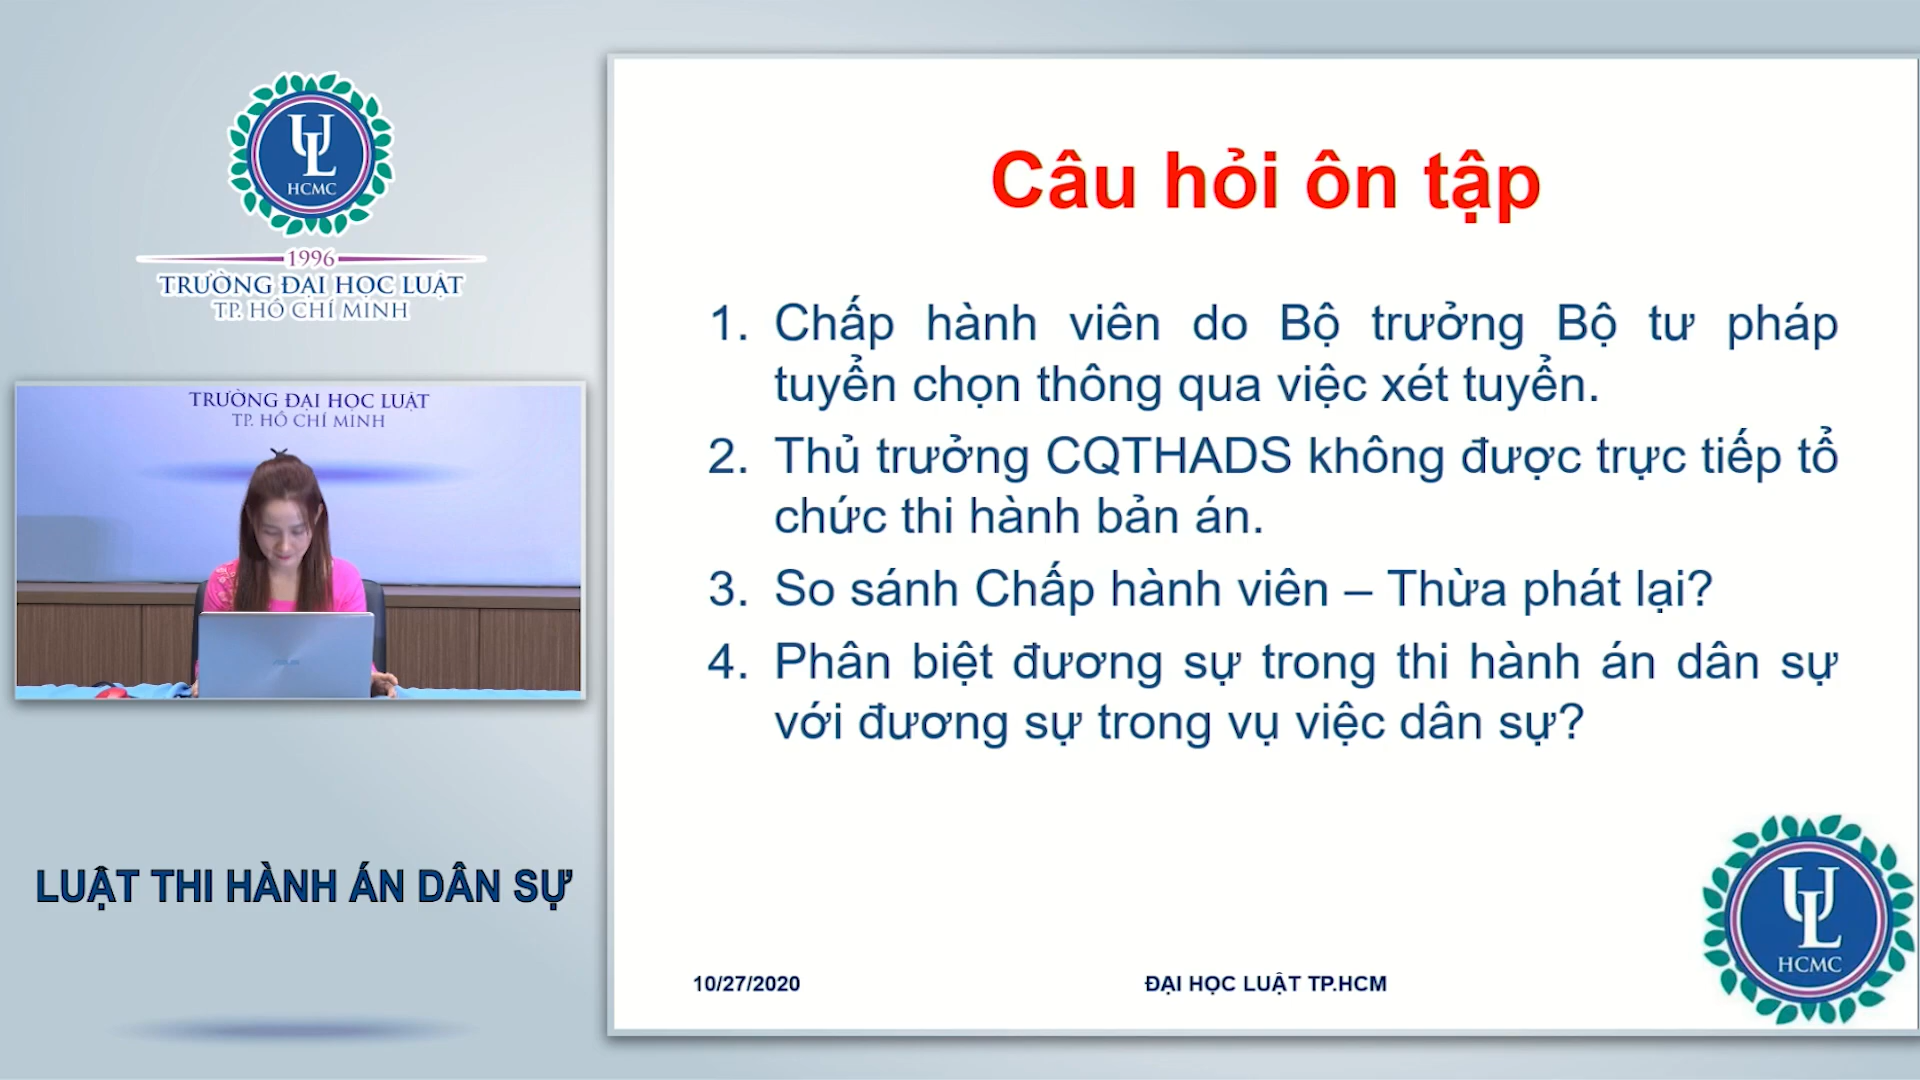 UL
HCMC
1996
TRƯỜNG ĐẠI HỌC LUẬT
TP. HỒ CHÍ MINH
TRƯỜNG ĐẠI HỌC LUẬT
TP. HỒ CHÍ MINH
LUẬT THI HÀNH ÁN DÂN SỰ
Câu hỏi ôn tập
1. Chấp hành viên do Bộ trưởng Bộ tư pháp
tuyển chọn thông qua việc xét tuyển.
2. Thủ trưởng CQTHADS không được trực tiếp tổ
chức thi hành bản án.
3. So sánh Chấp hành viên – Thừa phát lại?
4. Phân biệt đương sự trong thi hành án dân sự
với đương sự trong vụ việc dân sự?
10/27/2020
ĐẠI HỌC LUẬT TP.HCM
UL
HCMC